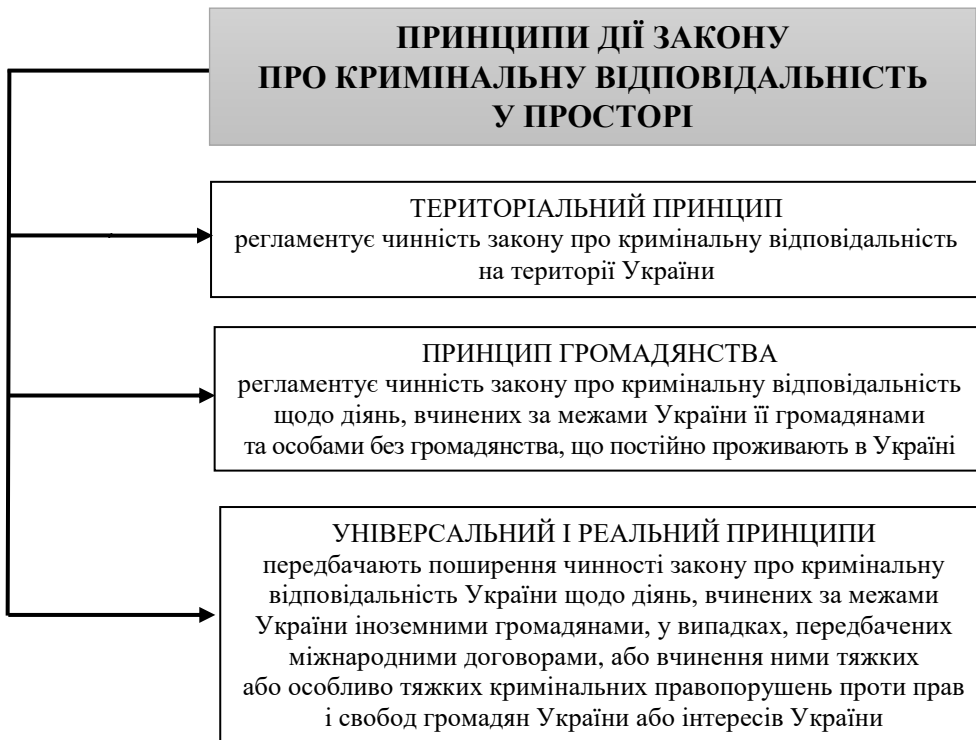 ПРИНЦИПИ ДІЇ ЗАКОНУ
ПРО КРИМІНАЛЬНУ ВІДПОВІДАЛЬНІСТЬ
У ПРОСТОРІ
ТЕРИТОРІАЛЬНИЙ ПРИНЦИП
регламентує чинність закону про кримінальну відповідальність
на території України
ПРИНЦИП ГРОМАДЯНСТВА
регламентує чинність закону про кримінальну відповідальність
щодо діянь, вчинених за межами України її громадянами
та особами без громадянства, що постійно проживають в Україні
УНІВЕРСАЛЬНИЙ І РЕАЛЬНИЙ ПРИНЦИПИ
передбачають поширення чинності закону про кримінальну
відповідальність України щодо діянь, вчинених за межами
України іноземними громадянами, у випадках, передбачених
міжнародними договорами, або вчинення ними тяжких
або особливо тяжких кримінальних правопорушень проти прав
і свобод громадян України або інтересів України